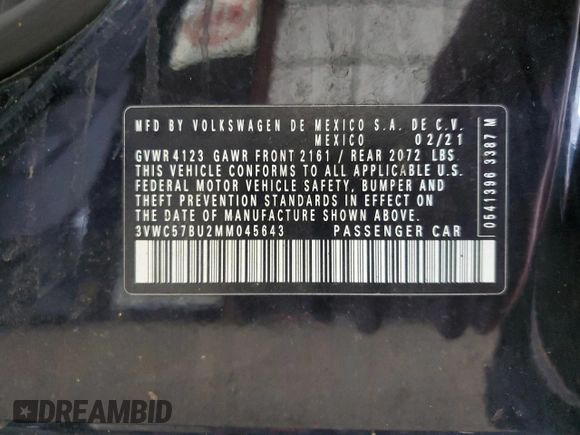 MFD BY VOLKSWAGEN DE MEXICO S.A. DE C.V.
MEXICO 02/21
GVWR 4123 GAWR FRONT 2161 / REAR 2072 LBS
THIS VEHICLE CONFORMS TO ALL APPLICABLE U.S.
FEDERAL MOTOR VEHICLE SAFETY, BUMPER AND
THEFT PREVENTION STANDARDS IN EFFECT ON
THE DATE OF MANUFACTURE SHOWN ABOVE.
3VWC57BU2MM045643 PASSENGER CAR
0541396 3387 M
DREAMBID